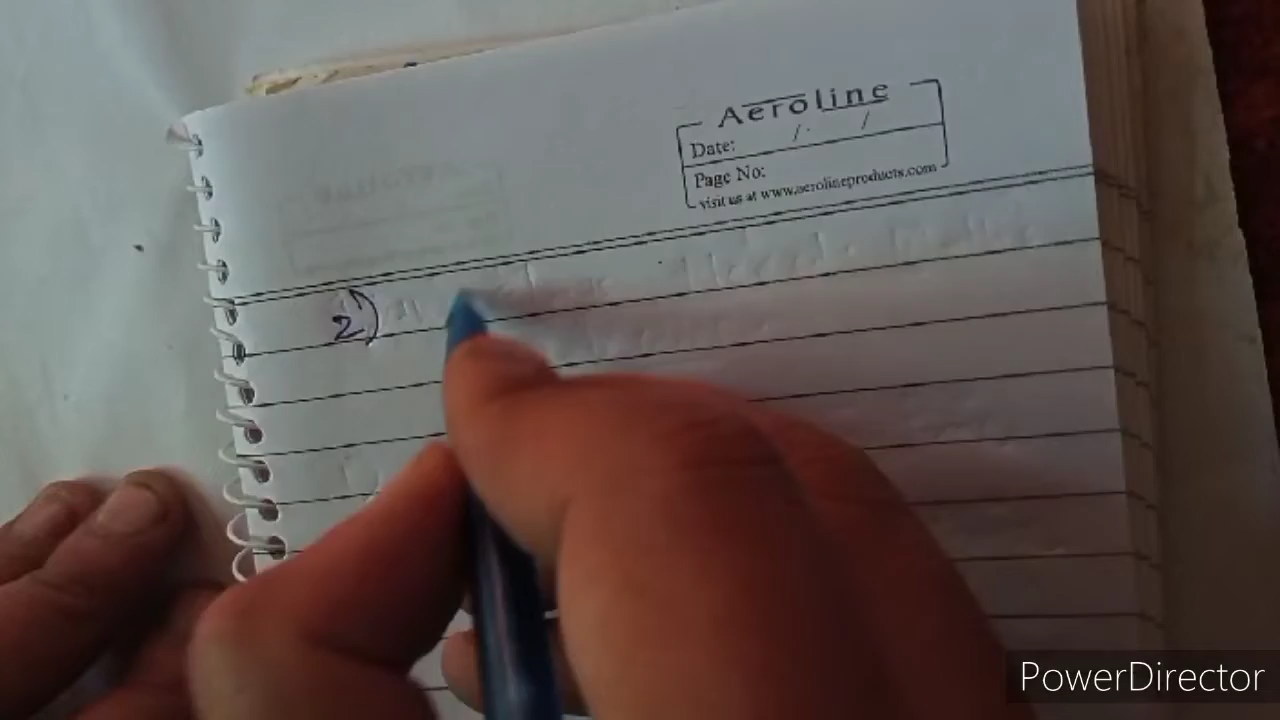 Aeroline
Date: / /
Page No:
visit us at www.aerolineproducts.com
2)
PowerDirector